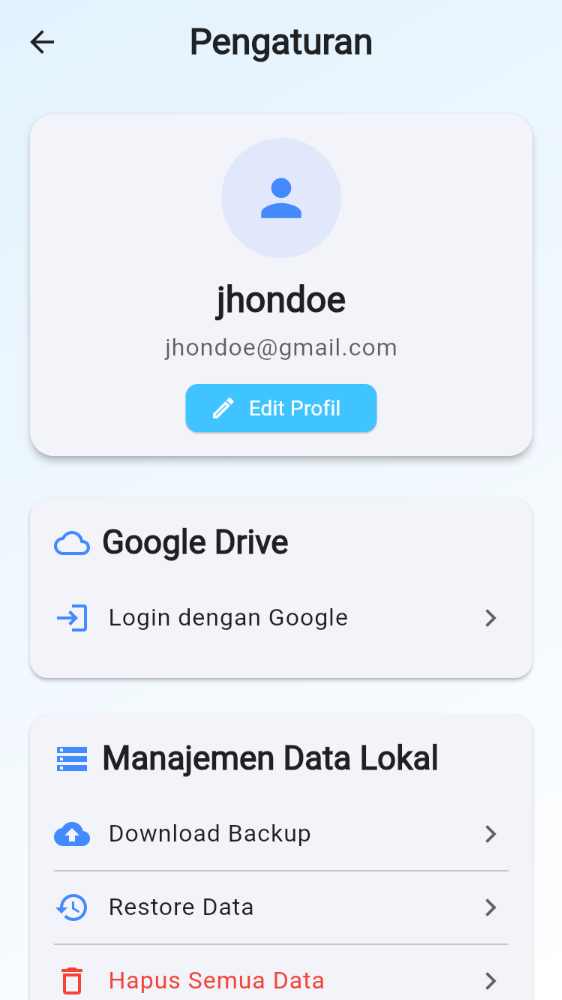 Pengaturan
jhondoe
jhondoe@gmail.com
Edit Profil
Google Drive
Login dengan Google
Manajemen Data Lokal
Download Backup
Restore Data
Hapus Semua Data